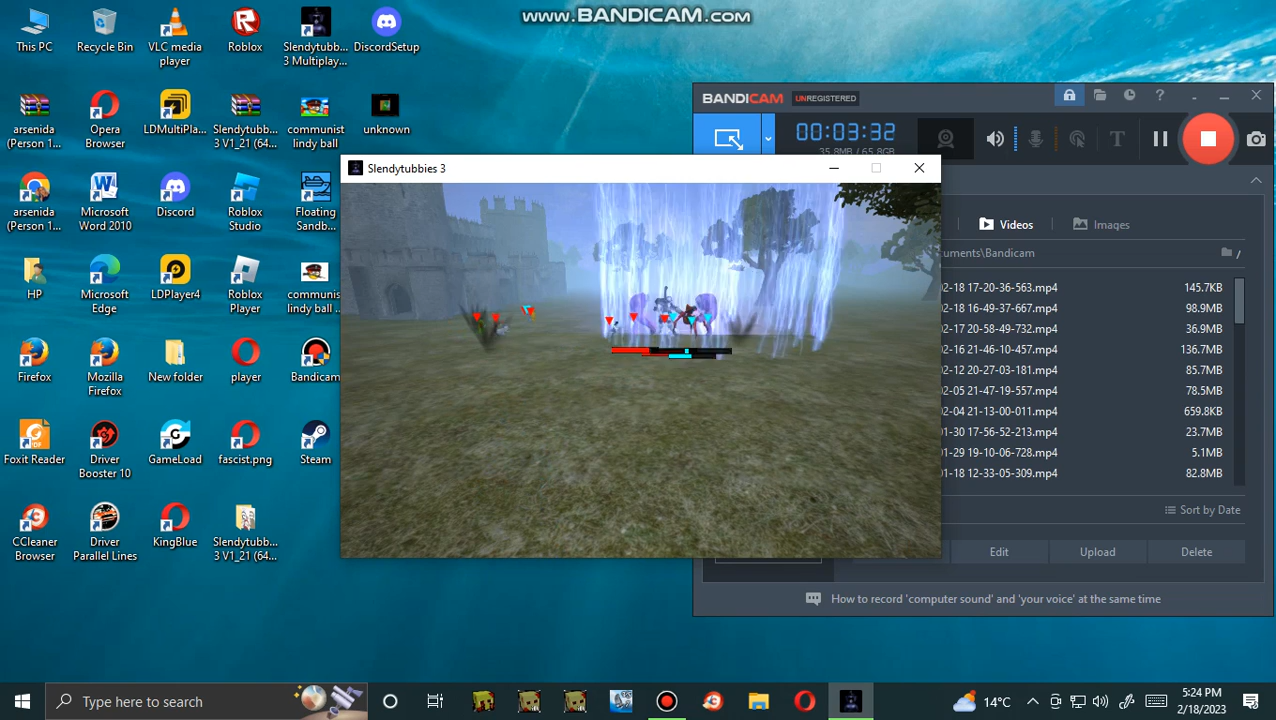 www.BANDICAM.com
This PC
Recycle Bin
VLC media
player
Roblox
Slendytubb...
3 Multiplay...
DiscordSetup
BANDICAM
UNREGISTERED
00:03:32
35.8MB / 65.8GB
arsenida
(Person 1...
Opera
Browser
LDMultiPla...
Slendytubb...
3 V1_21 (64...
communist
lindy ball
unknown
Slendytubbies 3
arsenida
(Person 1...
Microsoft
Word 2010
Discord
Roblox
Studio
Floating
Sandb...
Videos
Images
uments\Bandicam
HP
Microsoft
Edge
LDPlayer4
Roblox
Player
communis
lindy ball ..
02-18 17-20-36-563.mp4 145.7KB
02-18 16-49-37-667.mp4 98.9MB
02-17 20-58-49-732.mp4 36.9MB
02-16 21-46-10-457.mp4 136.7MB
02-12 20-27-03-181.mp4 85.7MB
02-05 21-47-19-557.mp4 78.5MB
02-04 21-13-00-011.mp4 659.8KB
01-30 17-56-52-213.mp4 23.7MB
01-29 19-10-06-728.mp4 5.1MB
01-18 12-33-05-309.mp4 82.8MB
Firefox
Mozilla
Firefox
New folder
player
Bandicam
Foxit Reader
Driver
Booster 10
GameLoad
fascist.png
Steam
Sort by Date
CCleaner
Browser
Driver
Parallel Lines
KingBlue
Slendytubb...
3 V1_21 (64...
Edit
Upload
Delete
How to record 'computer sound' and 'your voice' at the same time
Type here to search
14°C
5:24 PM
2/18/2023